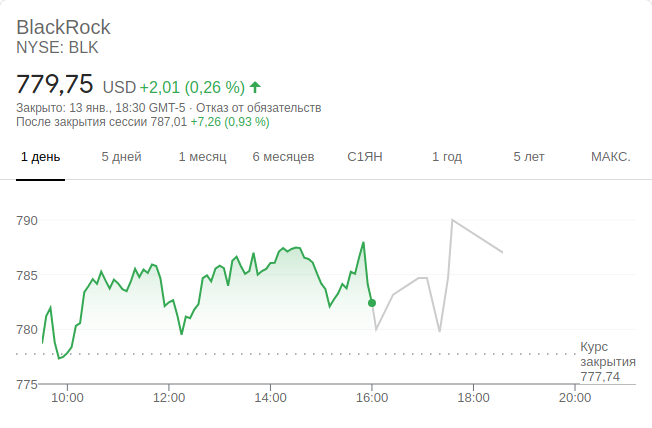 BlackRock
NYSE: BLK
779,75 USD +2,01 (0,26 %)
Закрыто: 13 янв., 18:30 GMT-5 · Отказ от обязательств
После закрытия сессии 787,01 +7,26 (0,93 %)
1 день 5 дней 1 месяц 6 месяцев С1ЯН 1 год 5 лет МАКС.
790
785
780
Курс
закрытия
777,74
775
10:00 12:00 14:00 16:00 18:00 20:00